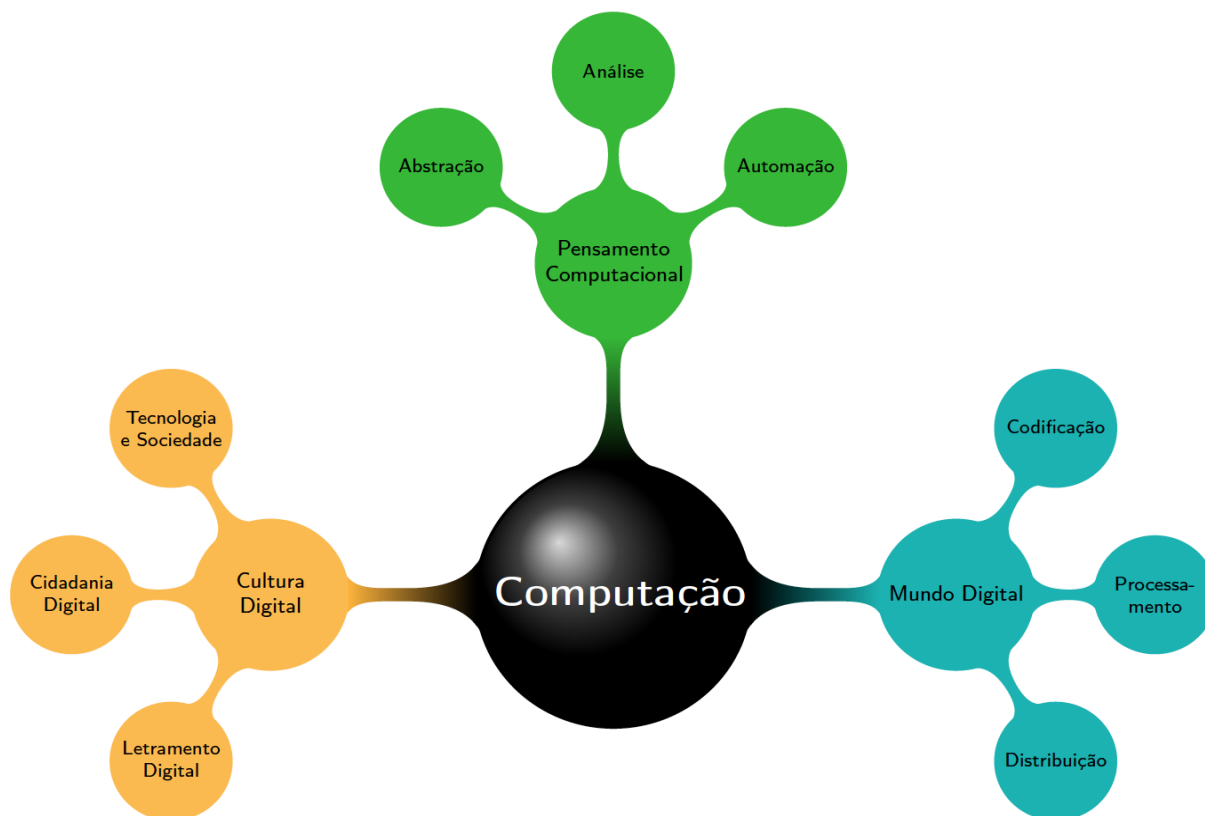 Análise
Abstração
Automação
Pensamento
Computacional
Tecnologia
e Sociedade
Cidadania
Digital
Cultura
Digital
Letramento
Digital
Computação
Codificação
Mundo Digital
Processa-
mento
Distribuição